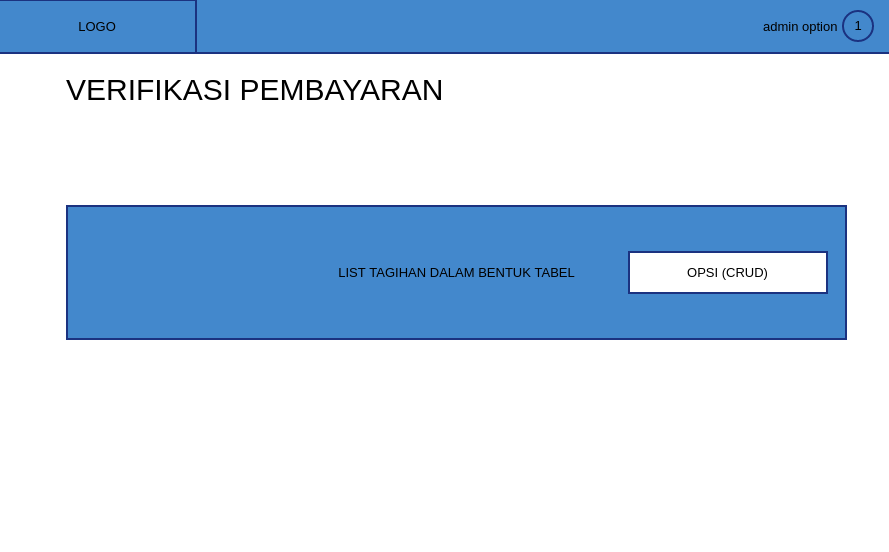 LOGO
admin option 1
VERIFIKASI PEMBAYARAN
LIST TAGIHAN DALAM BENTUK TABEL
OPSI (CRUD)